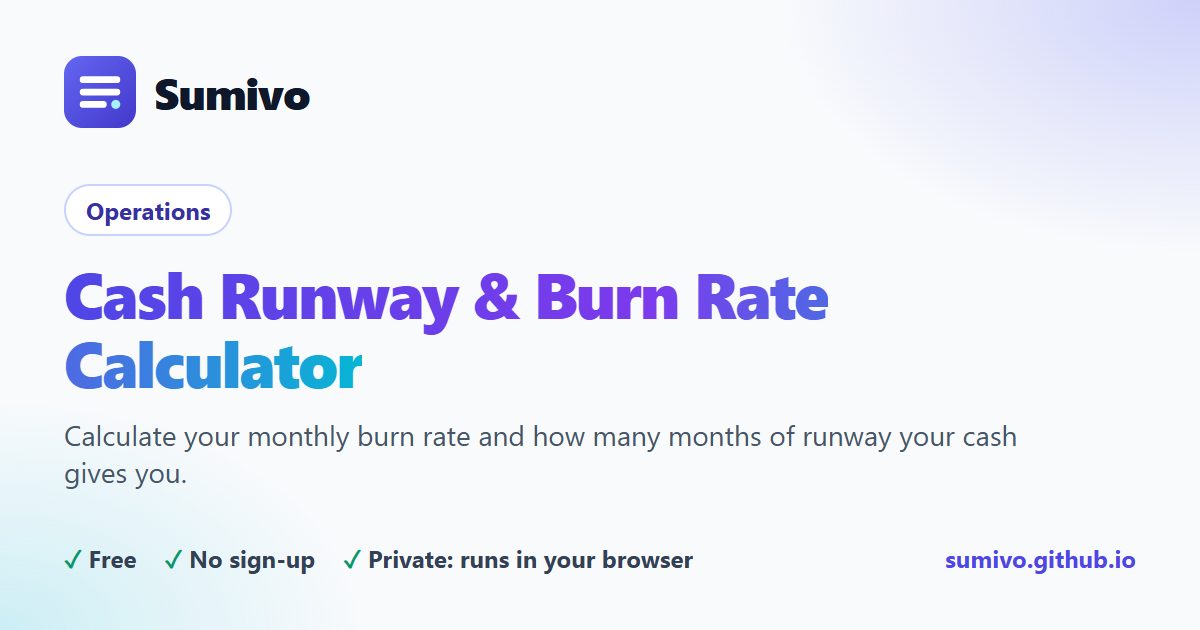 Sumivo
Operations
Cash Runway & Burn Rate
Calculator
Calculate your monthly burn rate and how many months of runway your cash
gives you.
✓ Free ✓ No sign-up ✓ Private: runs in your browser
sumivo.github.io